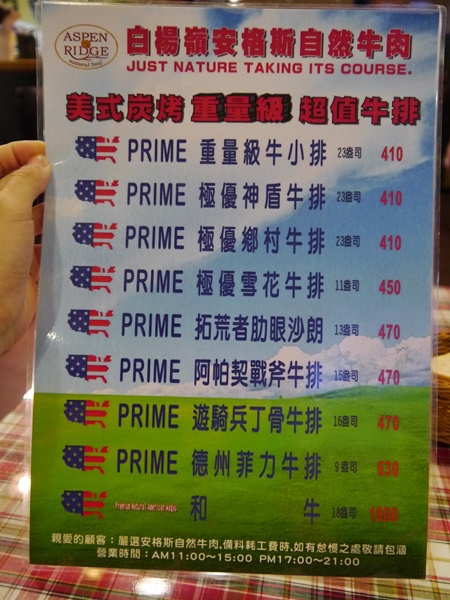 ASPEN
RIDGE
natural beef
白楊嶺安格斯自然牛肉
JUST NATURE TAKING ITS COURSE.
美式炭烤 重量級 超值牛排
PRIME 重量級牛小排 23盎司 410
PRIME 極優神盾牛排 23盎司 410
PRIME 極優鄉村牛排 23盎司 410
PRIME 極優雪花牛排 11盎司 450
PRIME 拓荒者肋眼沙朗 13盎司 470
PRIME 阿帕契戰斧牛排 15盎司 470
PRIME 遊騎兵丁骨牛排 16盎司 470
PRIME 德州菲力牛排 9盎司 630
Premium Natural American wagyu 和牛 18盎司
親愛的顧客：嚴選安格斯自然牛肉,備料耗工費時,如有怠慢之處敬請包涵
營業時間：AM11:00~15:00 PM17:00~21:00